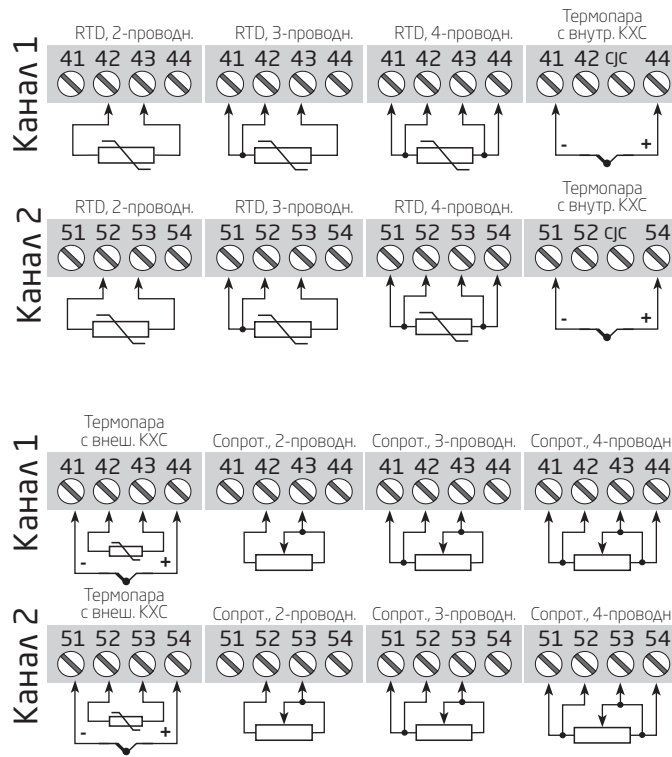 Канал 1
RTD, 2-проводн.
41 42 43 44
RTD, 3-проводн.
41 42 43 44
RTD, 4-проводн.
41 42 43 44
Термопара
с внутр. КХС
41 42 CJC 44
- +
Канал 2
RTD, 2-проводн.
51 52 53 54
RTD, 3-проводн.
51 52 53 54
RTD, 4-проводн.
51 52 53 54
Термопара
с внутр. КХС
51 52 CJC 54
- +
Канал 1
Термопара
с внеш. КХС
41 42 43 44
- +
Сопрот., 2-проводн.
41 42 43 44
Сопрот., 3-проводн.
41 42 43 44
Сопрот., 4-проводн
41 42 43 44
Канал 2
Термопара
с внеш. КХС
51 52 53 54
- +
Сопрот., 2-проводн.
51 52 53 54
Сопрот., 3-проводн.
51 52 53 54
Сопрот., 4-проводн
51 52 53 54